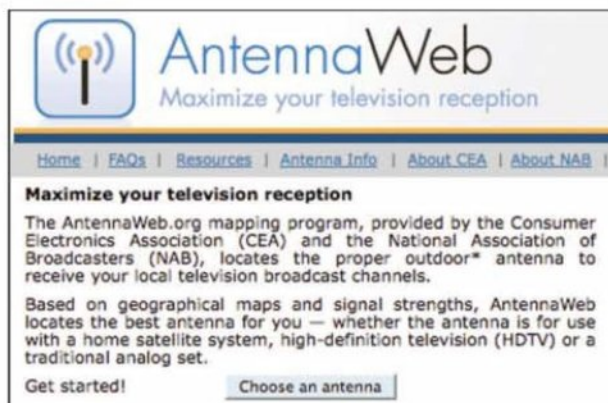 AntennaWeb
Maximize your television reception
Home | FAQs | Resources | Antenna Info | About CEA | About NAB |
Maximize your television reception
The AntennaWeb.org mapping program, provided by the Consumer
Electronics Association (CEA) and the National Association of
Broadcasters (NAB), locates the proper outdoor* antenna to
receive your local television broadcast channels.
Based on geographical maps and signal strengths, AntennaWeb
locates the best antenna for you — whether the antenna is for use
with a home satellite system, high-definition television (HDTV) or a
traditional analog set.
Get started! Choose an antenna